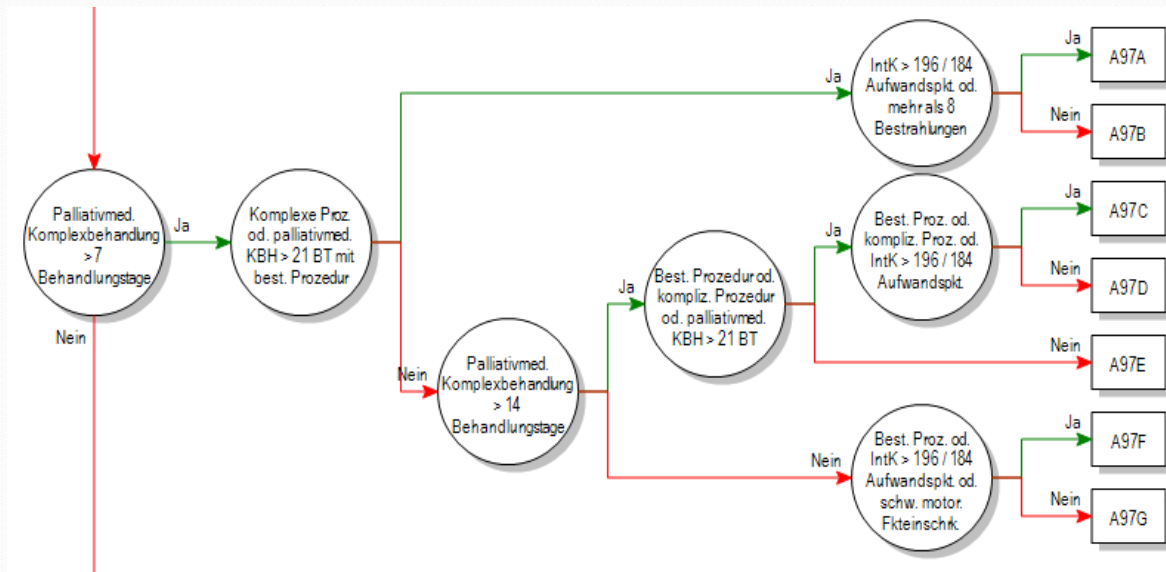 Palliativmed.
Komplexbehandlung
>7
Behandlungstage
Ja
Nein
Komplexe Proz.
od. palliativmed.
KBH > 21 BT mit
best. Prozedur
Ja
Nein
IntK > 196 / 184
Aufwandspkt. od.
mehr als 8
Bestrahlungen
Ja
A97A
Nein
A97B
Palliativmed.
Komplexbehandlung
> 14
Behandlungstage
Ja
Nein
Best. Prozedur od.
kompliz. Prozedur
od. palliativmed.
KBH > 21 BT
Ja
Nein
A97E
Best. Proz. od.
kompliz. Proz. od.
IntK > 196 / 184
Aufwandspkt.
Ja
A97C
Nein
A97D
Best. Proz. od.
IntK > 196 / 184
Aufwandspkt. od.
schw. motor.
Fkteinschrk.
Ja
A97F
Nein
A97G